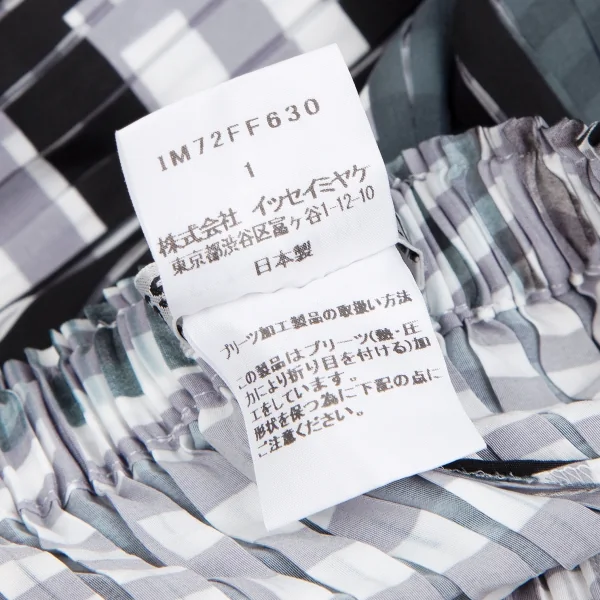 IM72FF630
1
株式会社 イッセイミヤケ
東京都渋谷区富ヶ谷1-12-10
日本製
プリーツ加工製品の取扱い方法
この製品はプリーツ(熱・圧
力により折り目を付ける)加
工をしています。
形状を保つ為に下記の点に
ご注意ください。